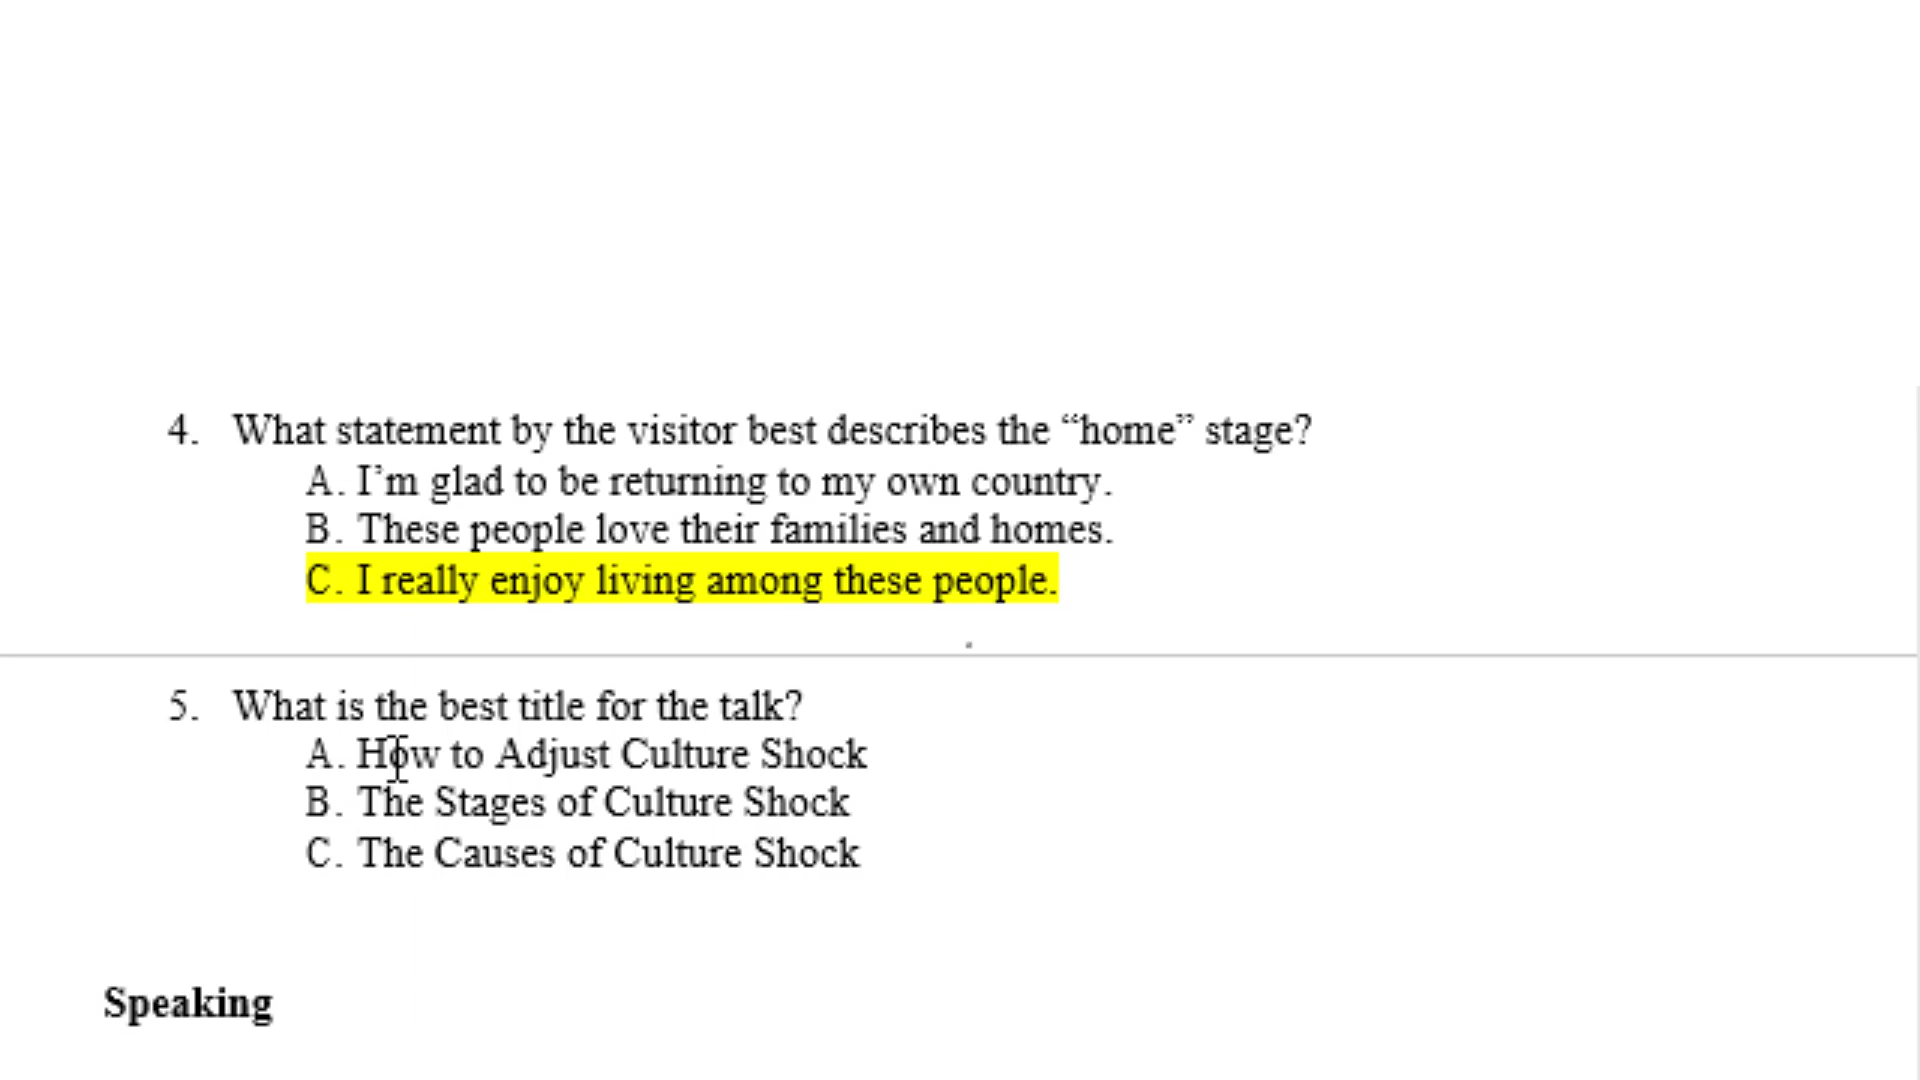 4. What statement by the visitor best describes the “home” stage?
A. I’m glad to be returning to my own country.
B. These people love their families and homes.
C. I really enjoy living among these people.
5. What is the best title for the talk?
A. How to Adjust Culture Shock
B. The Stages of Culture Shock
C. The Causes of Culture Shock
Speaking